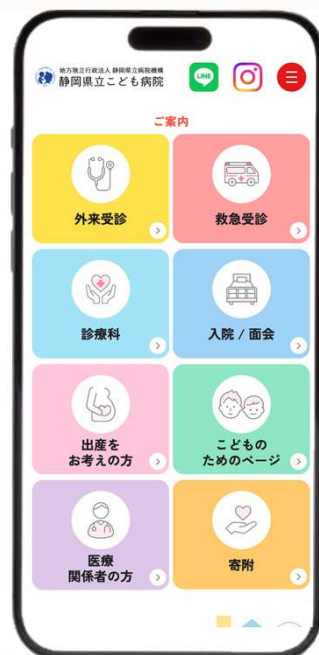 地方独立行政法人 静岡県立病院機構
静岡県立こども病院
LINE
ご案内
外来受診
救急受診
診療科
入院 / 面会
出産を
お考えの方
こどもの
ためのページ
医療
関係者の方
寄附